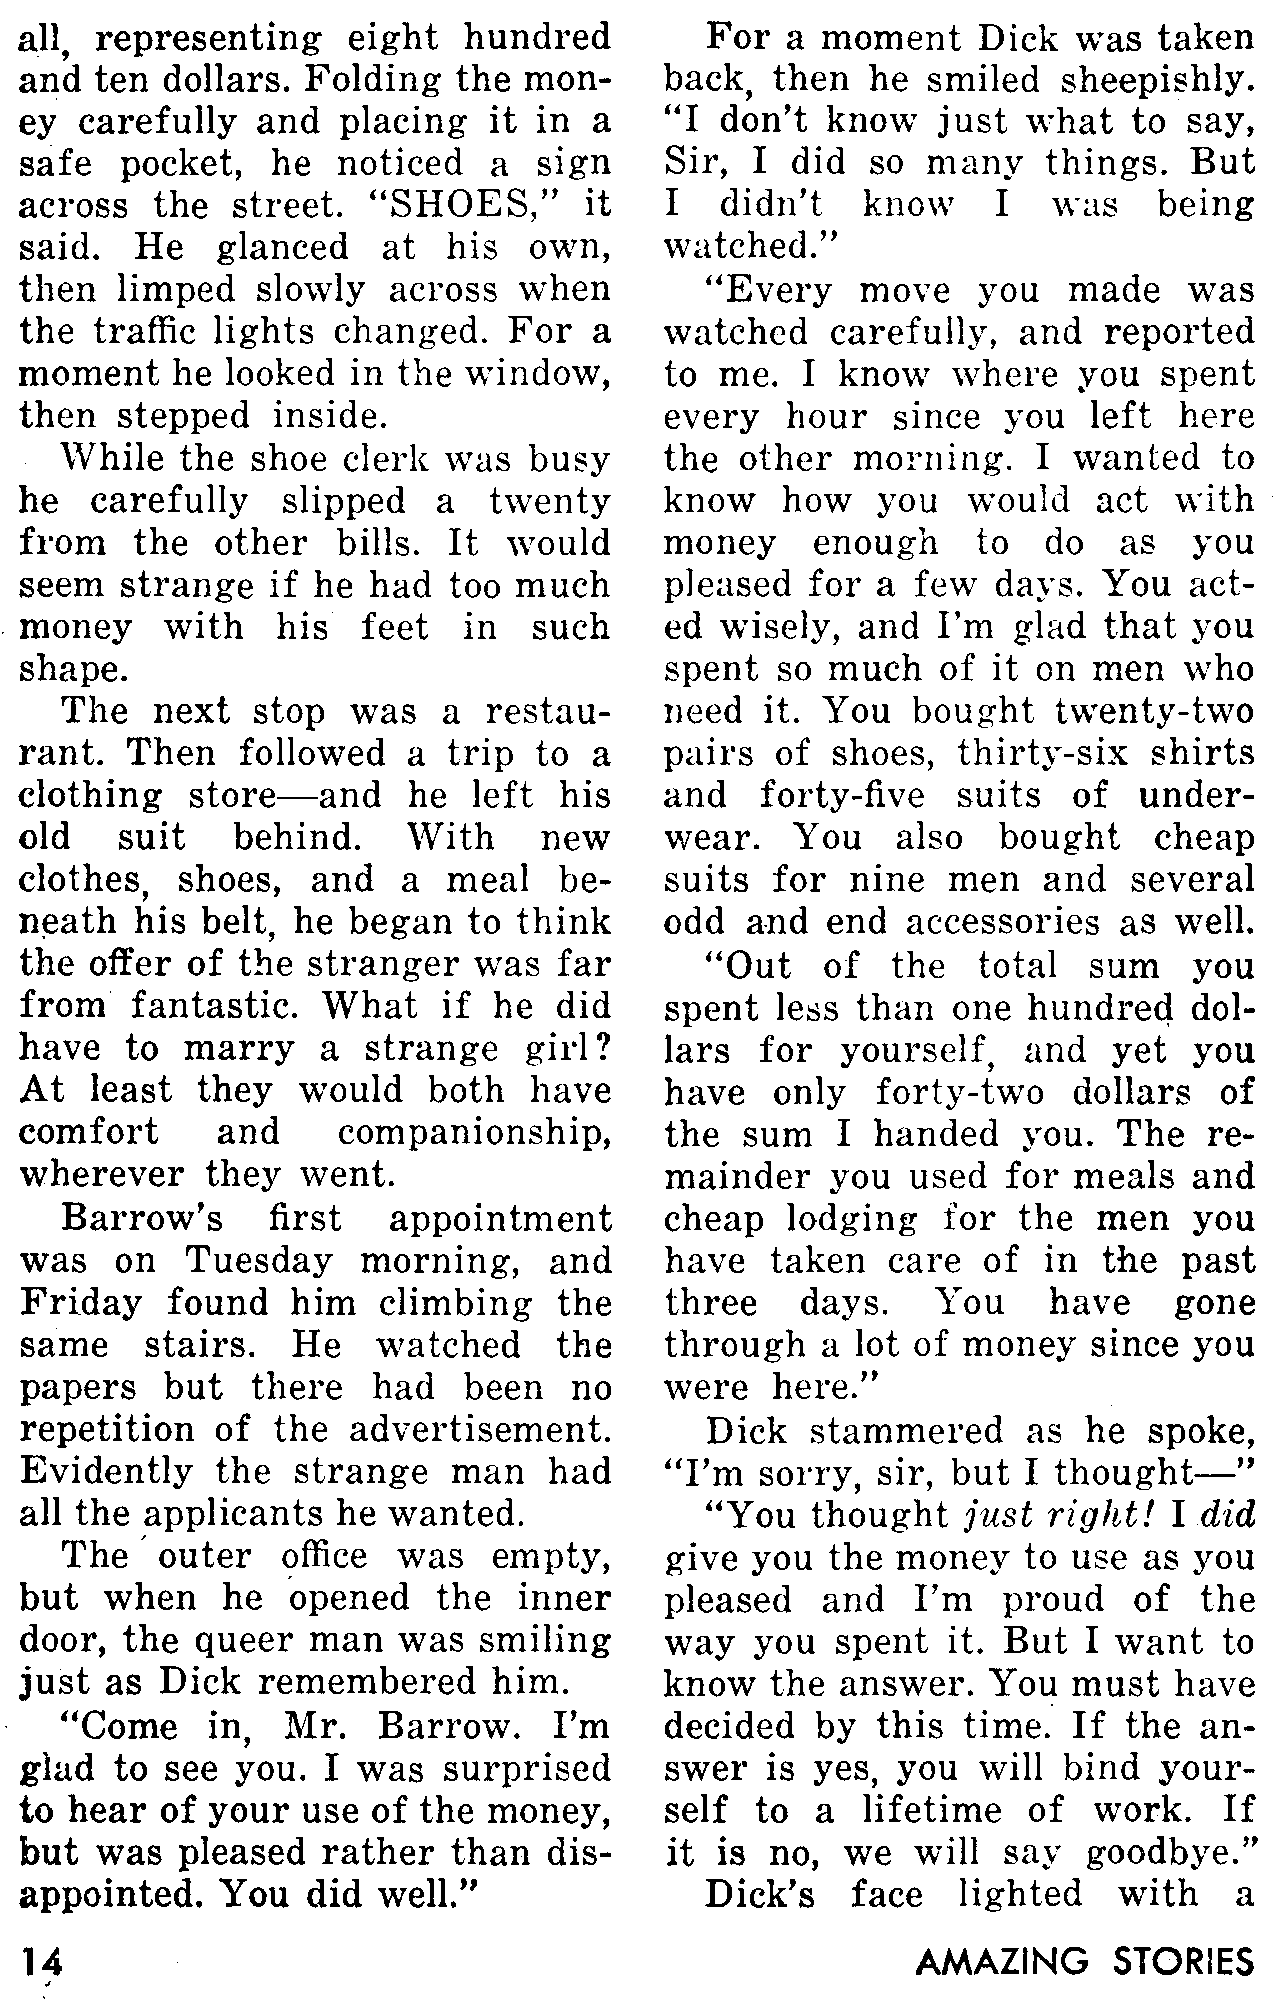 all, representing eight hundred
and ten dollars. Folding the mon-
ey carefully and placing it in a
safe pocket, he noticed a sign
across the street. “SHOES,” it
said. He glanced at his own,
then limped slowly across when
the traffic lights changed. For a
moment he looked in the window,
then stepped inside.
While the shoe clerk was busy
he carefully slipped a twenty
from the other bills. It would
seem strange if he had too much
money with his feet in such
shape.
The next stop was a restau-
rant. Then followed a trip to a
clothing store—and he left his
old suit behind. With new
clothes, shoes, and a meal be-
neath his belt, he began to think
the offer of the stranger was far
from fantastic. What if he did
have to marry a strange girl?
At least they would both have
comfort and companionship,
wherever they went.
Barrow's first appointment
was on Tuesday morning, and
Friday found him climbing the
same stairs. He watched the
papers but there had been no
repetition of the advertisement.
Evidently the strange man had
all the applicants he wanted.
The outer office was empty,
but when he opened the inner
door, the queer man was smiling
just as Dick remembered him.
“Come in, Mr. Barrow. I'm
glad to see you. I was surprised
to hear of your use of the money,
but was pleased rather than dis-
appointed. You did well.”
For a moment Dick was taken
back, then he smiled sheepishly.
“I don't know just what to say,
Sir, I did so many things. But
I didn't know I was being
watched.”
“Every move you made was
watched carefully, and reported
to me. I know where you spent
every hour since you left here
the other morning. I wanted to
know how you would act with
money enough to do as you
pleased for a few days. You act-
ed wisely, and I'm glad that you
spent so much of it on men who
need it. You bought twenty-two
pairs of shoes, thirty-six shirts
and forty-five suits of under-
wear. You also bought cheap
suits for nine men and several
odd and end accessories as well.
“Out of the total sum you
spent less than one hundred dol-
lars for yourself, and yet you
have only forty-two dollars of
the sum I handed you. The re-
mainder you used for meals and
cheap lodging for the men you
have taken care of in the past
three days. You have gone
through a lot of money since you
were here.”
Dick stammered as he spoke,
“I'm sorry, sir, but I thought—”
“You thought just right! I did
give you the money to use as you
pleased and I'm proud of the
way you spent it. But I want to
know the answer. You must have
decided by this time. If the an-
swer is yes, you will bind your-
self to a lifetime of work. If
it is no, we will say goodbye.”
Dick's face lighted with a
14
AMAZING STORIES